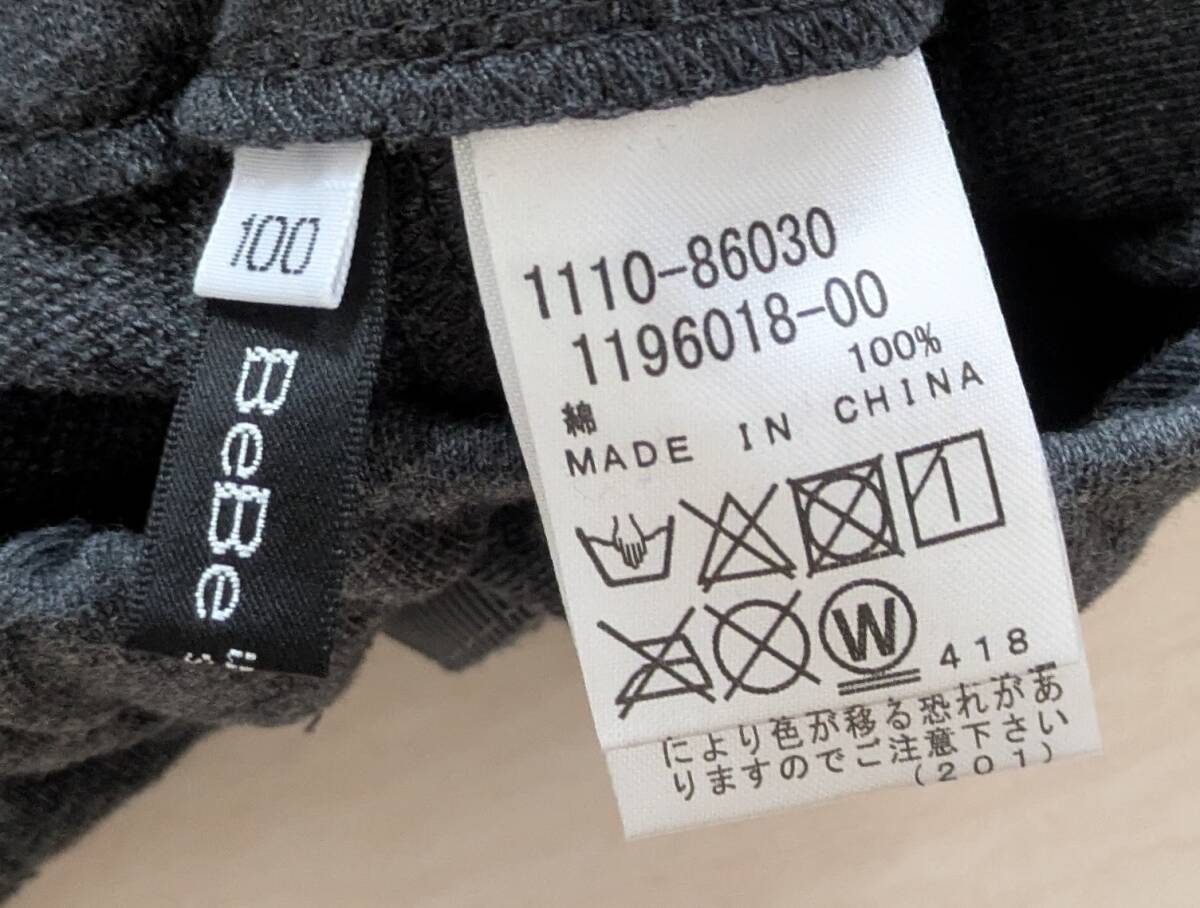 100
BeBe
1110-86030
1196018-00
綿 100%
MADE IN CHINA
W
418
により色が移る恐れがあ
りますのでご注意下さい
(201)